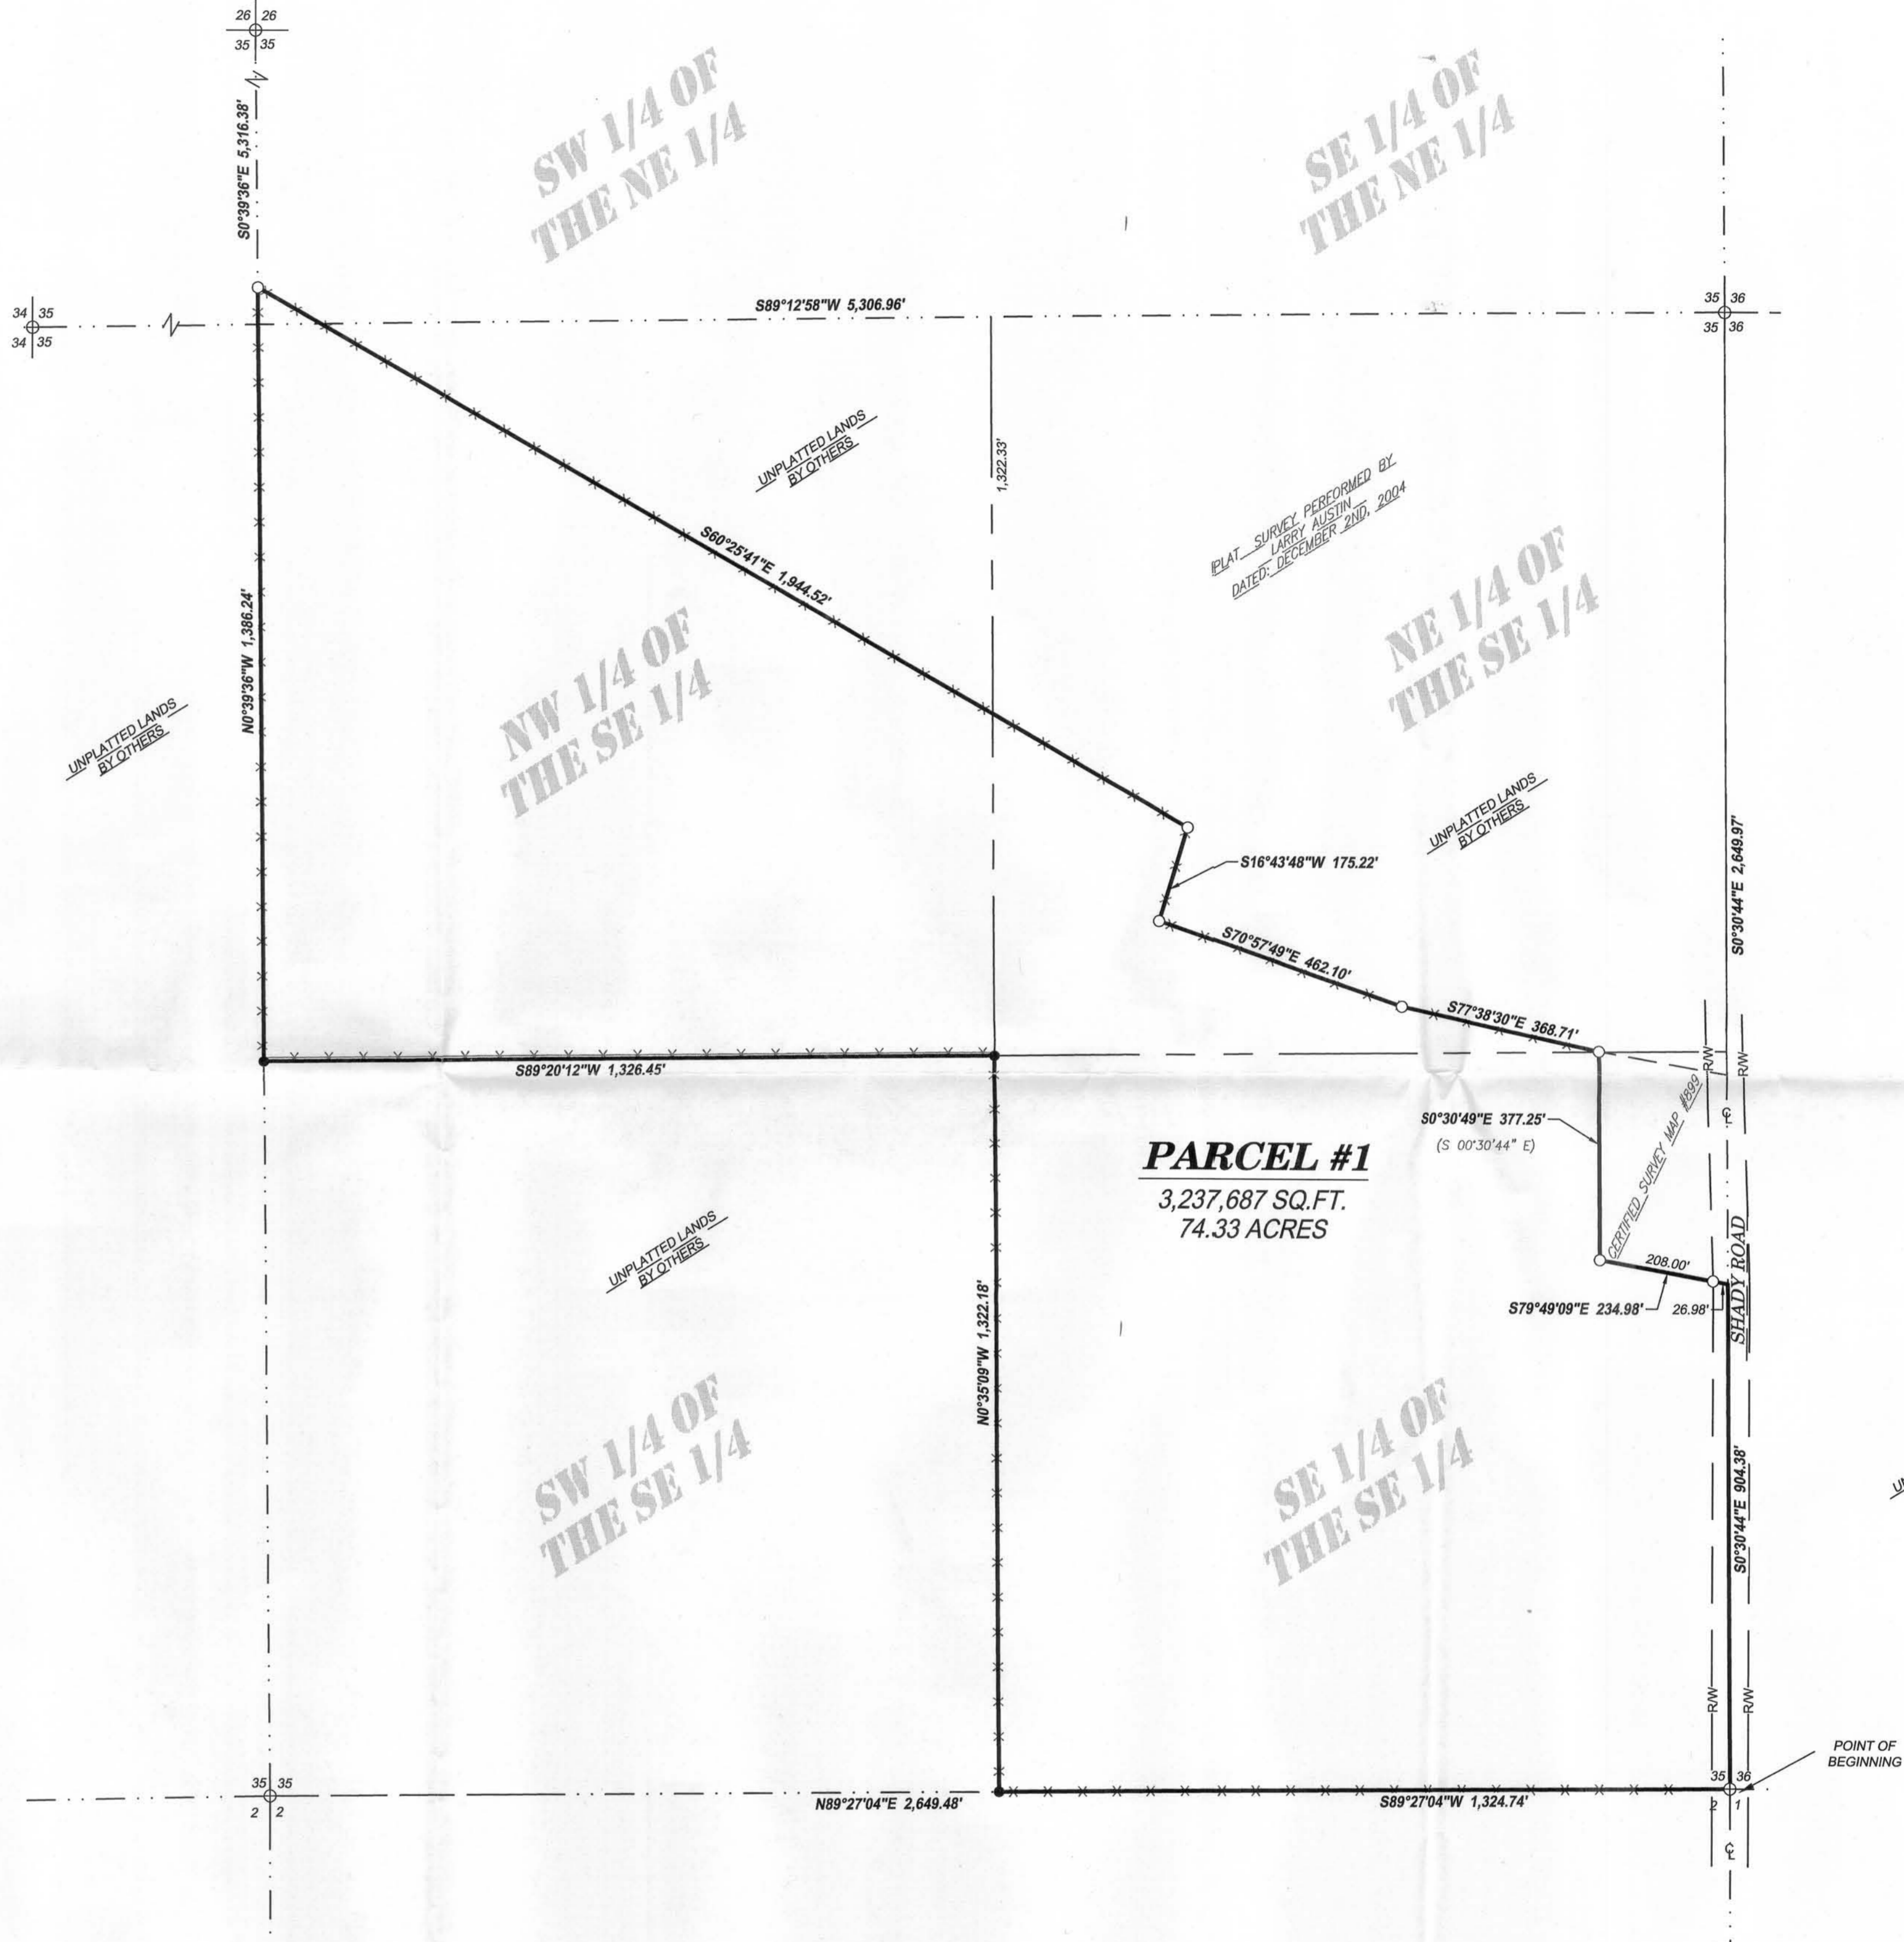 26 26
35 35
S0°39'36"E 5,316.38'
SW 1/4 OF
THE NE 1/4
SE 1/4 OF
THE NE 1/4
34 35
34 35
S89°12'58"W 5,306.96'
35 36
35 36
UNPLATTED LANDS
BY OTHERS
1,322.33'
PLAT SURVEY PERFORMED BY
LARRY AUSTIN
DATED: DECEMBER 2ND, 2004
S60°25'41"E 1,944.52'
NE 1/4 OF
THE SE 1/4
N0°39'36"W 1,386.24'
NW 1/4 OF
THE SE 1/4
UNPLATTED LANDS
BY OTHERS
UNPLATTED LANDS
BY OTHERS
S0°30'44"E 2,649.97'
S16°43'48"W 175.22'
S70°57'49"E 462.10'
S77°38'30"E 368.71'
R/W
R/W
S89°20'12"W 1,326.45'
CERTIFIED SURVEY MAP #899
S0°30'49"E 377.25'
(S 00°30'44" E)
PARCEL #1
3,237,687 SQ.FT.
74.33 ACRES
UNPLATTED LANDS
BY OTHERS
SHADY ROAD
208.00'
S79°49'09"E 234.98'
26.98'
N0°35'09"W 1,322.18'
SW 1/4 OF
THE SE 1/4
SE 1/4 OF
THE SE 1/4
S0°30'44"E 904.38'
R/W
R/W
POINT OF
BEGINNING
35 35
2 2
N89°27'04"E 2,649.48'
S89°27'04"W 1,324.74'
35 36
2 1